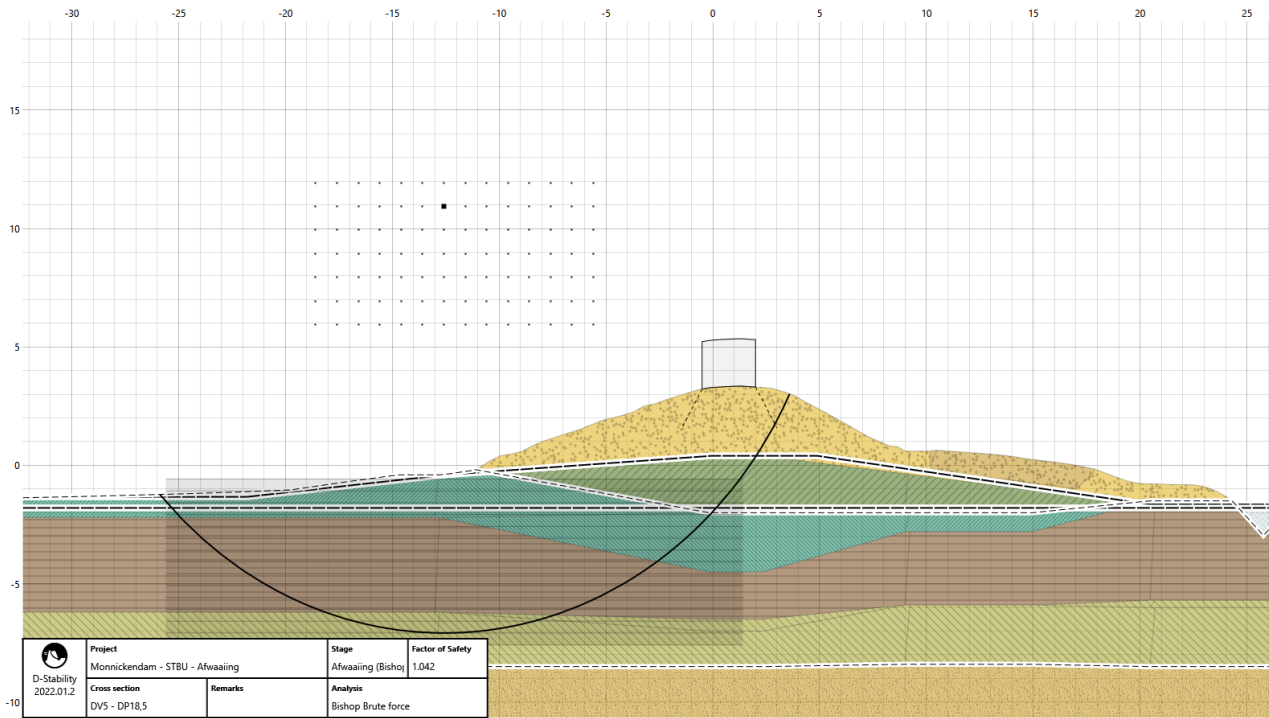 -30 -25 -20 -15 -10 -5 0 5 10 15 20 25
15
10
5
0
-5
-10
D-Stability
2022.01.2
Project
Monnickendam - STBU - Afwaaiing
Stage
Afwaaiing (Bishop
Factor of Safety
1.042
Cross section
DV5 - DP18,5
Remarks
Analysis
Bishop Brute force